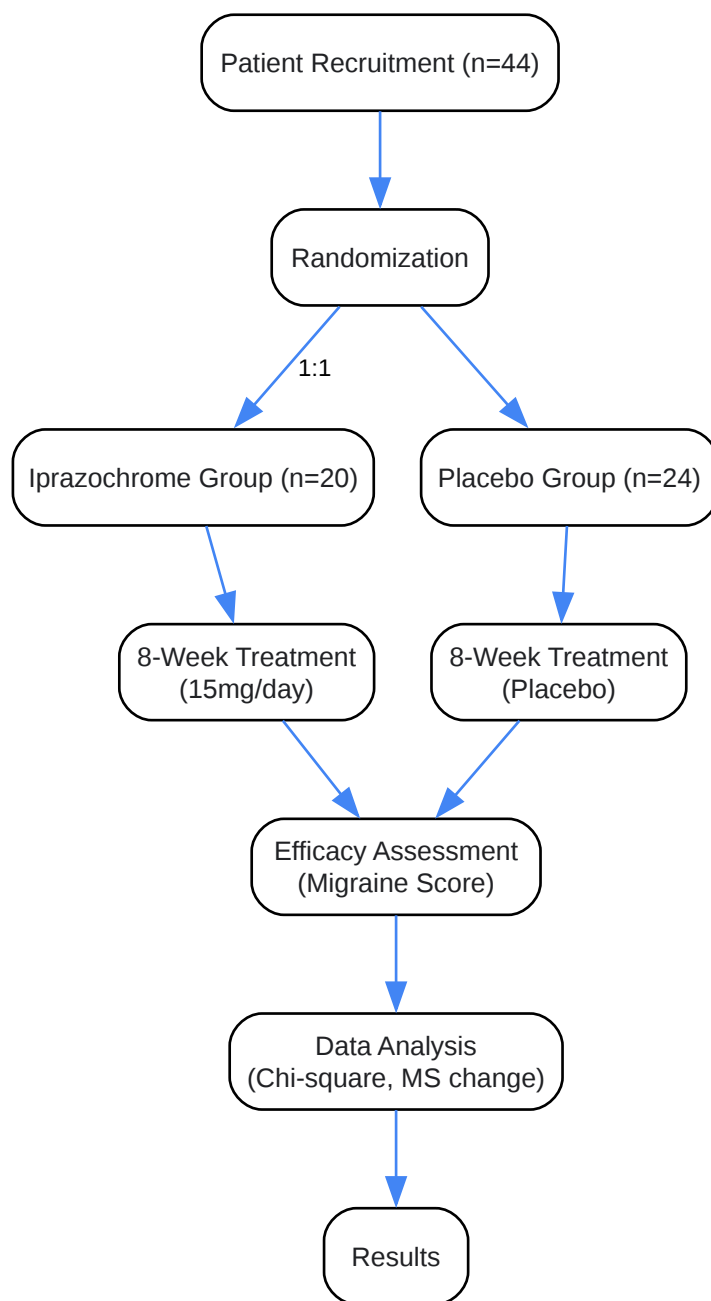 Patient Recruitment (n=44)
Randomization
1:1
Iprazochrome Group (n=20)
Placebo Group (n=24)
8-Week Treatment
(15mg/day)
8-Week Treatment
(Placebo)
Efficacy Assessment
(Migraine Score)
Data Analysis
(Chi-square, MS change)
Results